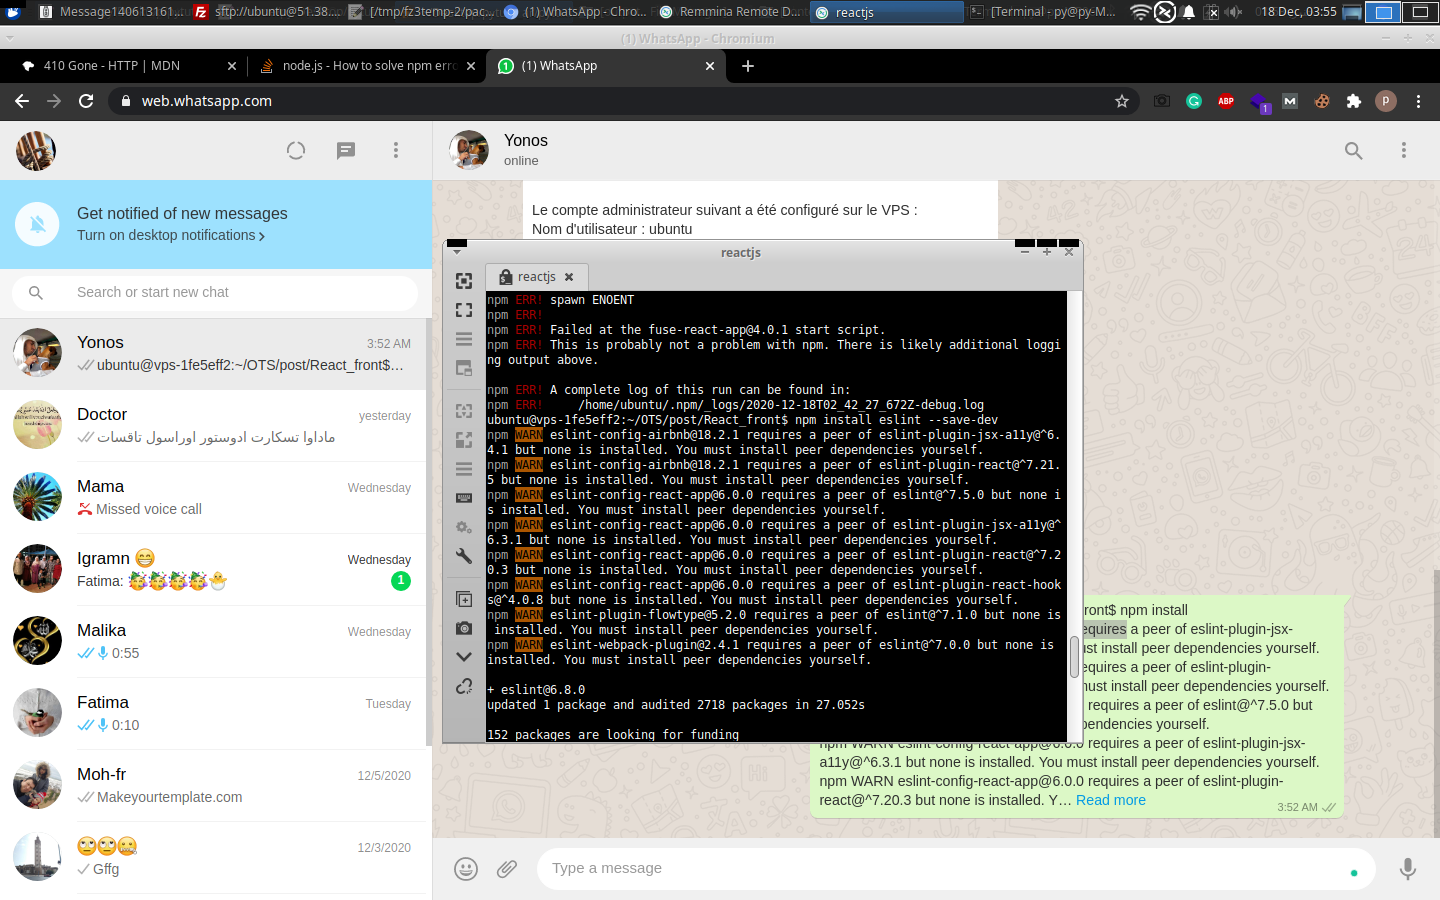 Message140613161...
sftp://ubuntu@51.38....
[/tmp/fz3temp-2/pac...
(1) WhatsApp - Chro...
Remmina Remote D...
reactjs
[Terminal - py@py-M...
18 Dec, 03:55
(1) WhatsApp - Chromium
410 Gone - HTTP | MDN
node.js - How to solve npm erro
(1) WhatsApp
web.whatsapp.com
ABP
1
p
Yonos
online
Get notified of new messages
Turn on desktop notifications
Search or start new chat
Yonos
3:52 AM
ubuntu@vps-1fe5eff2:~/OTS/post/React_front$...
Doctor
yesterday
ماداوا تسكارت ادوستور اوراسول تاقسات
Mama
Wednesday
Missed voice call
Igramn
Wednesday
Fatima:
1
Malika
Wednesday
0:55
Fatima
Tuesday
0:10
Moh-fr
12/5/2020
Makeyourtemplate.com
12/3/2020
Gffg
Le compte administrateur suivant a été configuré sur le VPS :
Nom d'utilisateur : ubuntu
reactjs
reactjs
npm ERR! spawn ENOENT
npm ERR!
npm ERR! Failed at the fuse-react-app@4.0.1 start script.
npm ERR! This is probably not a problem with npm. There is likely additional loggi
ng output above.
npm ERR! A complete log of this run can be found in:
npm ERR!     /home/ubuntu/.npm/_logs/2020-12-18T02_42_27_672Z-debug.log
ubuntu@vps-1fe5eff2:~/OTS/post/React_front$ npm install eslint --save-dev
npm WARN eslint-config-airbnb@18.2.1 requires a peer of eslint-plugin-jsx-a11y@^6.
4.1 but none is installed. You must install peer dependencies yourself.
npm WARN eslint-config-airbnb@18.2.1 requires a peer of eslint-plugin-react@^7.21.
5 but none is installed. You must install peer dependencies yourself.
npm WARN eslint-config-react-app@6.0.0 requires a peer of eslint@^7.5.0 but none i
s installed. You must install peer dependencies yourself.
npm WARN eslint-config-react-app@6.0.0 requires a peer of eslint-plugin-jsx-a11y@^
6.3.1 but none is installed. You must install peer dependencies yourself.
npm WARN eslint-config-react-app@6.0.0 requires a peer of eslint-plugin-react@^7.2
0.3 but none is installed. You must install peer dependencies yourself.
npm WARN eslint-config-react-app@6.0.0 requires a peer of eslint-plugin-react-hook
s@^4.0.8 but none is installed. You must install peer dependencies yourself.
npm WARN eslint-plugin-flowtype@5.2.0 requires a peer of eslint@^7.1.0 but none is
 installed. You must install peer dependencies yourself.
npm WARN eslint-webpack-plugin@2.4.1 requires a peer of eslint@^7.0.0 but none is
installed. You must install peer dependencies yourself.
+ eslint@6.8.0
updated 1 package and audited 2718 packages in 27.052s
152 packages are looking for funding
ront$ npm install
equires a peer of eslint-plugin-jsx-
ust install peer dependencies yourself.
equires a peer of eslint-plugin-
must install peer dependencies yourself.
requires a peer of eslint@^7.5.0 but
pendencies yourself.
npm WARN eslint-config-react-app@6.0.0 requires a peer of eslint-plugin-jsx-
a11y@^6.3.1 but none is installed. You must install peer dependencies yourself.
npm WARN eslint-config-react-app@6.0.0 requires a peer of eslint-plugin-
react@^7.20.3 but none is installed. Y... Read more
3:52 AM
Type a message